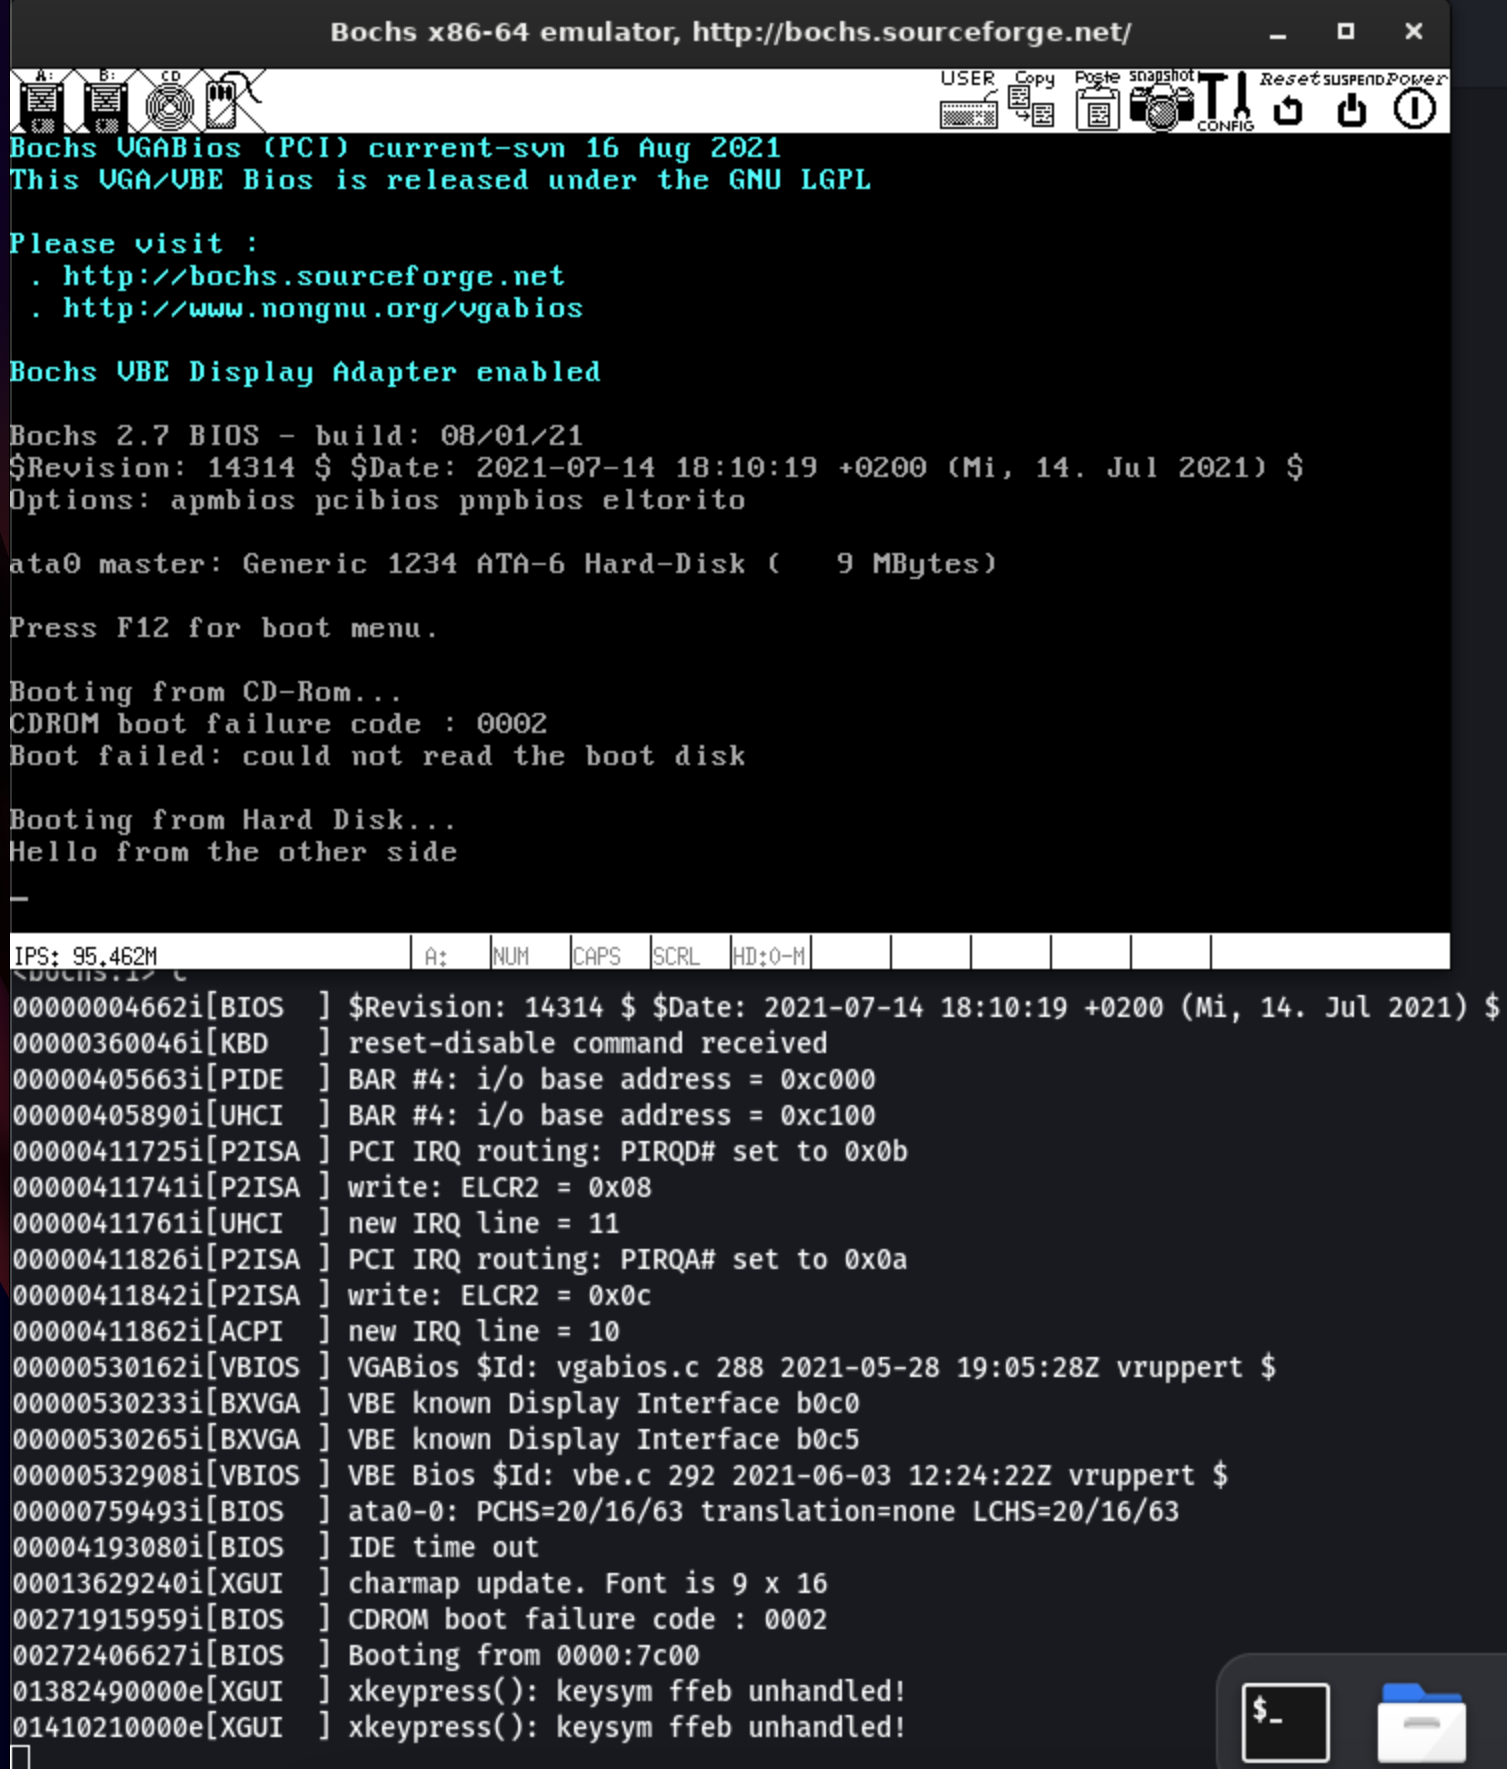 Bochs x86-64 emulator, http://bochs.sourceforge.net/
A: B: CD USER Copy Paste snapshot CONFIG Reset SUSPEND Power
Bochs VGABios (PCI) current-svn 16 Aug 2021
This VGA/VBE Bios is released under the GNU LGPL
Please visit :
. http://bochs.sourceforge.net
. http://www.nongnu.org/vgabios
Bochs VBE Display Adapter enabled
Bochs 2.7 BIOS - build: 08/01/21
$Revision: 14314 $ $Date: 2021-07-14 18:10:19 +0200 (Mi, 14. Jul 2021) $
Options: apmbios pcibios pnpbios eltorito
ata0 master: Generic 1234 ATA-6 Hard-Disk (   9 MBytes)
Press F12 for boot menu.
Booting from CD-Rom...
CDROM boot failure code : 0002
Boot failed: could not read the boot disk
Booting from Hard Disk...
Hello from the other side
_
IPS: 95.462M A: NUM CAPS SCRL HD:0-M
<bochs:1> c
00000004662i[BIOS  ] $Revision: 14314 $ $Date: 2021-07-14 18:10:19 +0200 (Mi, 14. Jul 2021) $
00000360046i[KBD   ] reset-disable command received
00000405663i[PIDE  ] BAR #4: i/o base address = 0xc000
00000405890i[UHCI  ] BAR #4: i/o base address = 0xc100
00000411725i[P2ISA ] PCI IRQ routing: PIRQD# set to 0x0b
00000411741i[P2ISA ] write: ELCR2 = 0x08
00000411761i[UHCI  ] new IRQ line = 11
00000411826i[P2ISA ] PCI IRQ routing: PIRQA# set to 0x0a
00000411842i[P2ISA ] write: ELCR2 = 0x0c
00000411862i[ACPI  ] new IRQ line = 10
00000530162i[VBIOS ] VGABios $Id: vgabios.c 288 2021-05-28 19:05:28Z vruppert $
00000530233i[BXVGA ] VBE known Display Interface b0c0
00000530265i[BXVGA ] VBE known Display Interface b0c5
00000532908i[VBIOS ] VBE Bios $Id: vbe.c 292 2021-06-03 12:24:22Z vruppert $
00000759493i[BIOS  ] ata0-0: PCHS=20/16/63 translation=none LCHS=20/16/63
00004193080i[BIOS  ] IDE time out
00013629240i[XGUI  ] charmap update. Font is 9 x 16
00271915959i[BIOS  ] CDROM boot failure code : 0002
00272406627i[BIOS  ] Booting from 0000:7c00
01382490000e[XGUI  ] xkeypress(): keysym ffeb unhandled!
01410210000e[XGUI  ] xkeypress(): keysym ffeb unhandled!
$_